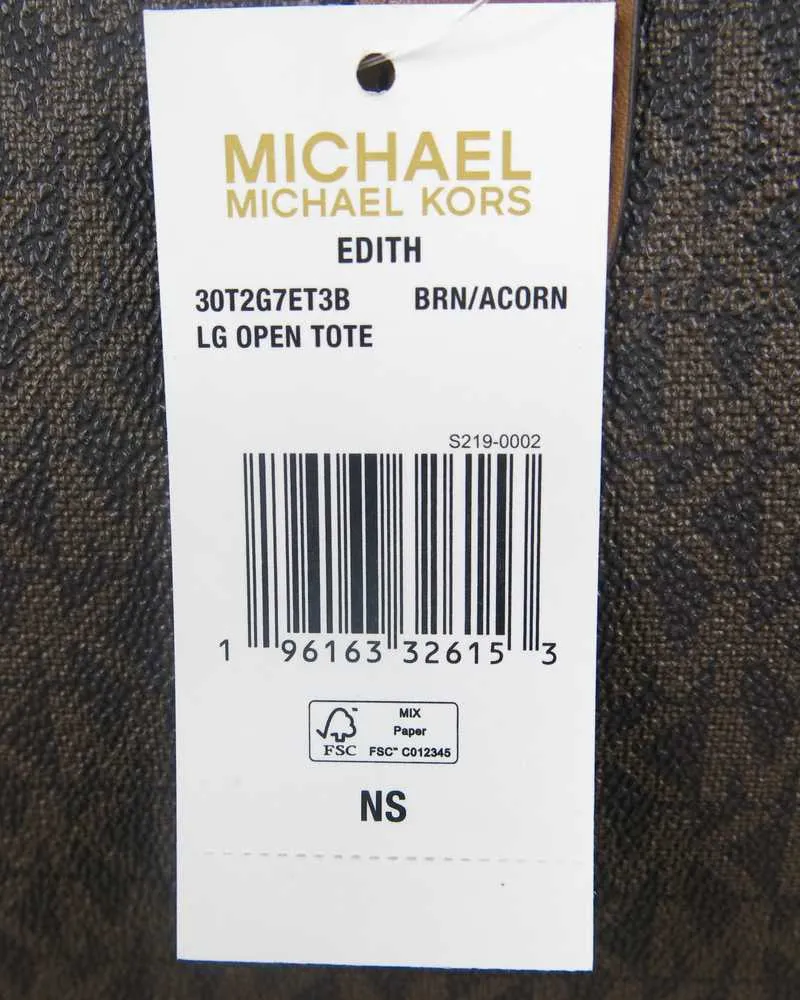 MICHAEL
MICHAEL KORS
EDITH
30T2G7ET3B BRN/ACORN
LG OPEN TOTE
S219-0002
1 96163 32615 3
FSC™
MIX
Paper
FSC™ C012345
NS